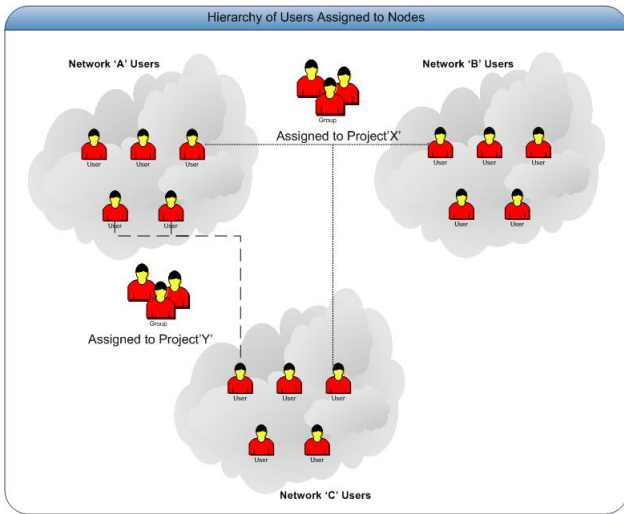 Hierarchy of Users Assigned to Nodes
Network 'A' Users
Network 'B' Users
Group
Assigned to Project'X'
User
User
User
User
User
User
User
User
User
User
Group
Assigned to Project'Y'
User
User
User
User
User
Network 'C' Users